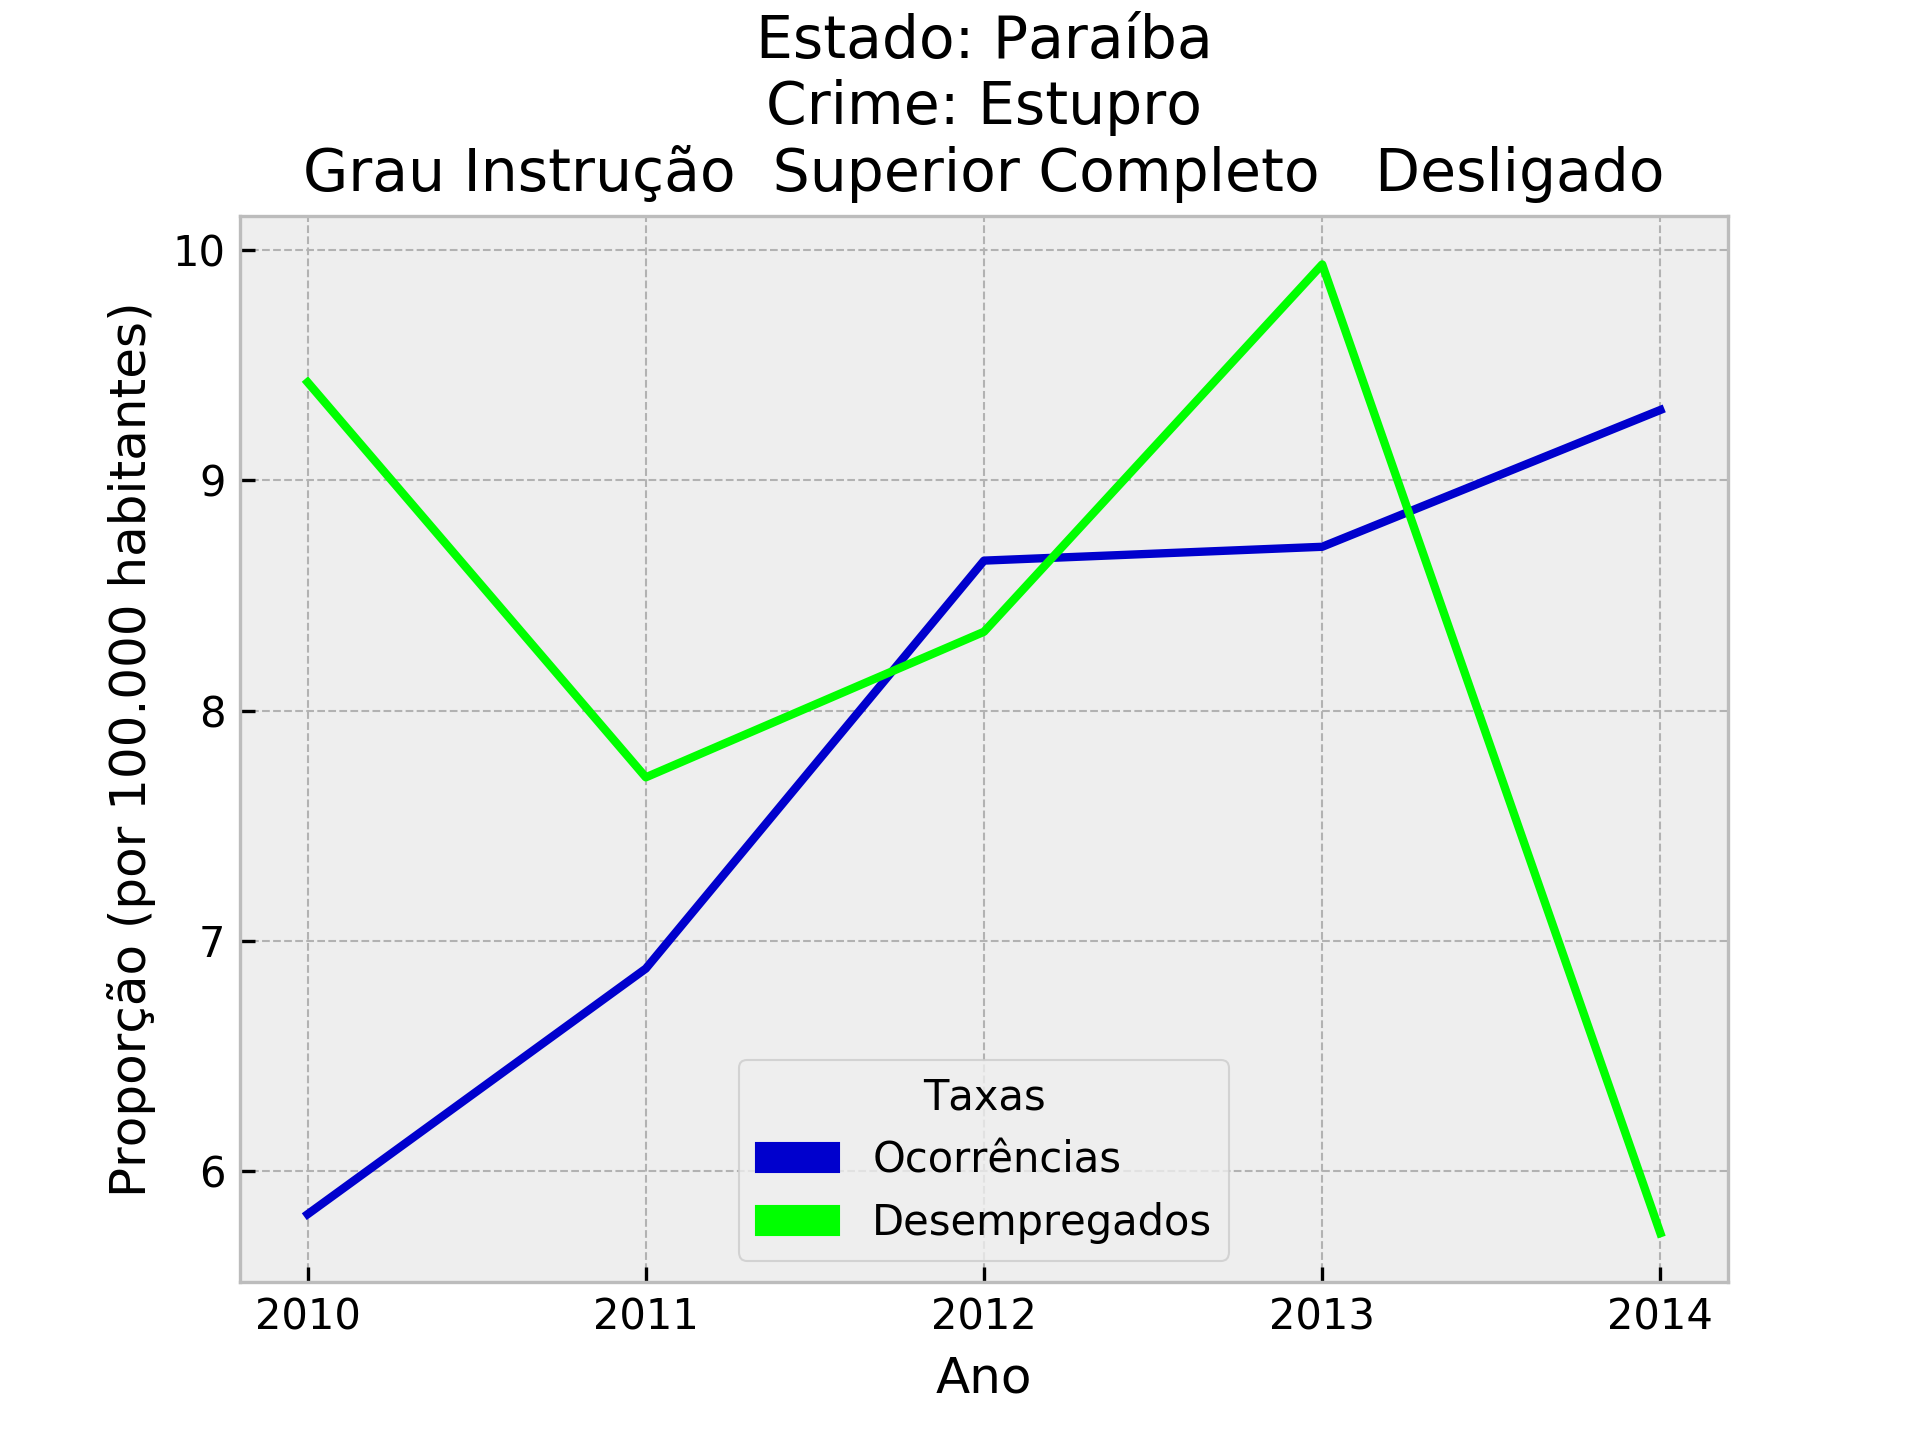 Estado: Paraíba
Crime: Estupro
Grau Instrução  Superior Completo   Desligado
Proporção (por 100.000 habitantes)
10
9
8
7
6
Taxas
Ocorrências
Desempregados
2010 2011 2012 2013 2014
Ano